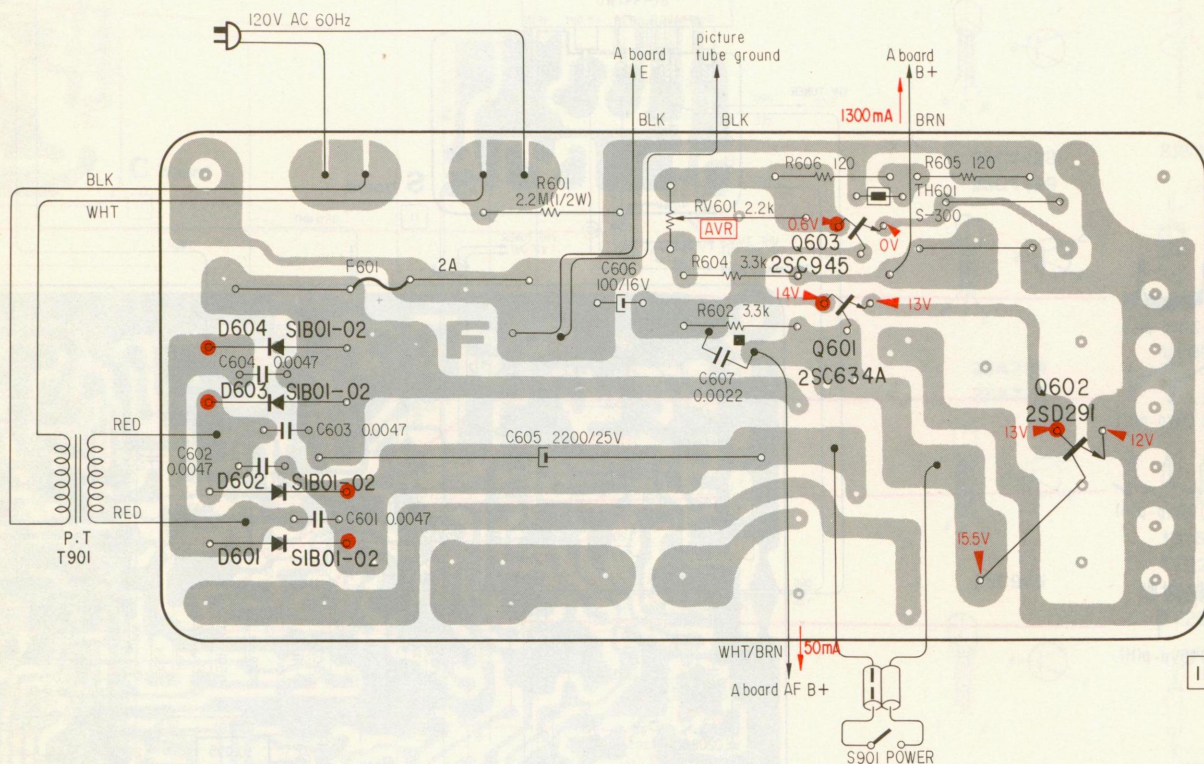 120V AC 60Hz
A board
E
picture
tube ground
A board
B+
1300mA
BLK
BLK
BRN
BLK
WHT
R601
2.2M(1/2W)
R606 120
R605 120
TH601
S-300
RV601 2.2k
AVR
0.6V
0V
Q603
2SC945
F601
2A
C606
100/16V
R604 3.3k
14V
13V
R602 3.3k
Q601
2SC634A
F
D604 SIB01-02
C604 0.0047
D603 SIB01-02
C607
0.0022
Q602
2SD291
13V
12V
RED
C603 0.0047
C602
0.0047
C605 2200/25V
D602 SIB01-02
RED
C601 0.0047
P.T
T901
D601 SIB01-02
15.5V
WHT/BRN
50mA
A board AF B+
S901 POWER